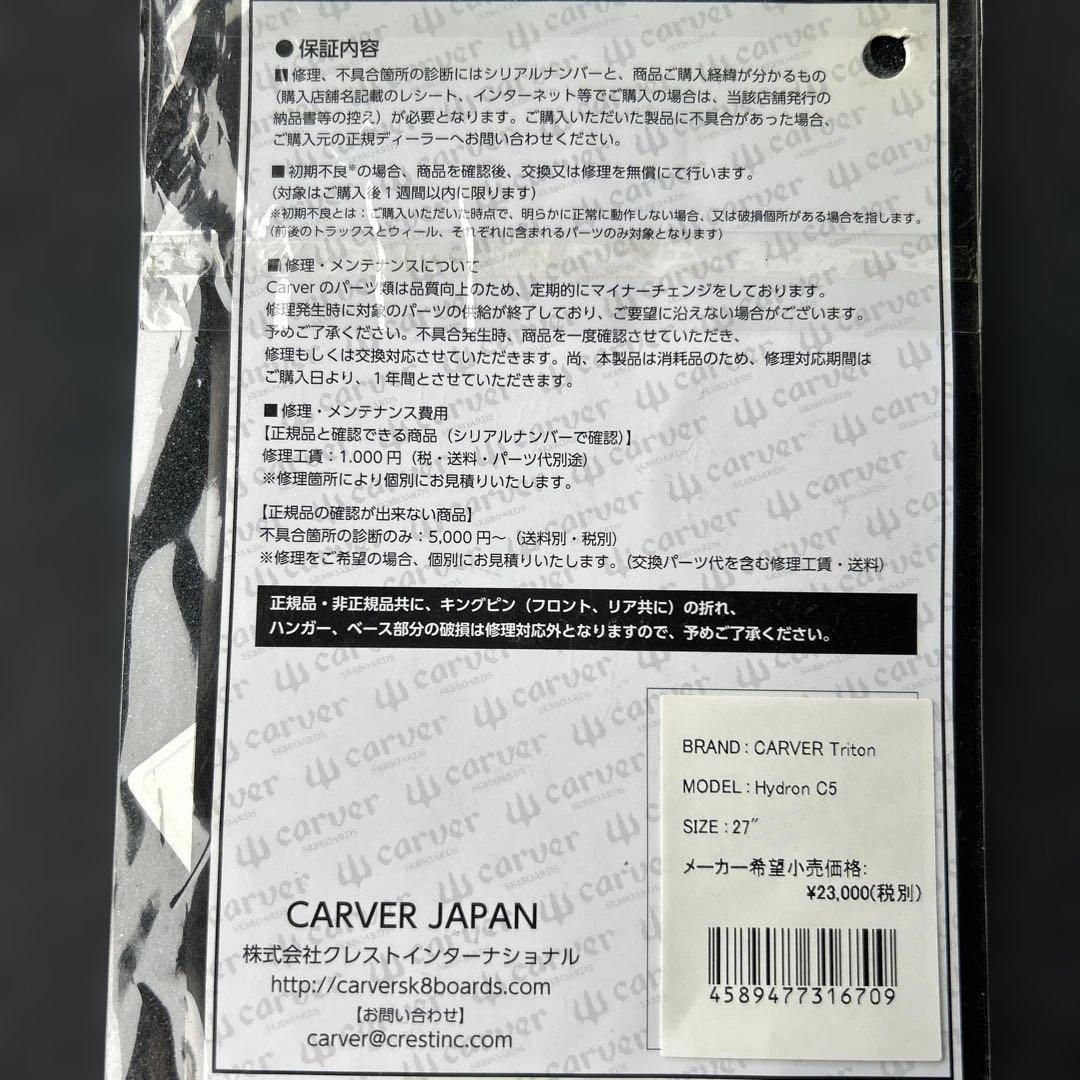 ● 保証内容
■修理、不具合箇所の診断にはシリアルナンバーと、商品ご購入経緯が分かるもの
（購入店舗名記載のレシート、インターネット等でご購入の場合は、当該店舗発行の
納品書等の控え）が必要となります。ご購入いただいた製品に不具合があった場合、
ご購入元の正規ディーラーへお問い合わせください。
■初期不良※の場合、商品を確認後、交換又は修理を無償にて行います。
（対象はご購入後１週間以内に限ります）
※初期不良とは：ご購入いただいた時点で、明らかに正常に動作しない場合、又は破損個所がある場合を指します。
（前後のトラックスとウィール、それぞれに含まれるパーツのみ対象となります）
■修理・メンテナンスについて
Carver のパーツ類は品質向上のため、定期的にマイナーチェンジをしております。
修理発生時に対象のパーツの供給が終了しており、ご要望に沿えない場合がございます。
予めご了承ください。不具合発生時、商品を一度確認させていただき、
修理もしくは交換対応させていただきます。尚、本製品は消耗品のため、修理対応期間は
ご購入日より、１年間とさせていただきます。
■修理・メンテナンス費用
【正規品と確認できる商品（シリアルナンバーで確認）】
修理工賃：1.000 円（税・送料・パーツ代別途）
※修理箇所により個別にお見積りいたします。
【正規品の確認が出来ない商品】
不具合箇所の診断のみ：5,000 円～（送料別・税別）
※修理をご希望の場合、個別にお見積りいたします。（交換パーツ代を含む修理工賃・送料）
正規品・非正規品共に、キングピン（フロント、リア共に）の折れ、
ハンガー、ベース部分の破損は修理対応外となりますので、予めご了承ください。
BRAND : CARVER Triton
MODEL : Hydron C5
SIZE : 27″
メーカー希望小売価格:
¥23,000(税別)
4589477316709
CARVER JAPAN
株式会社クレストインターナショナル
http://carversk8boards.com
【お問い合わせ】
carver@crestinc.com